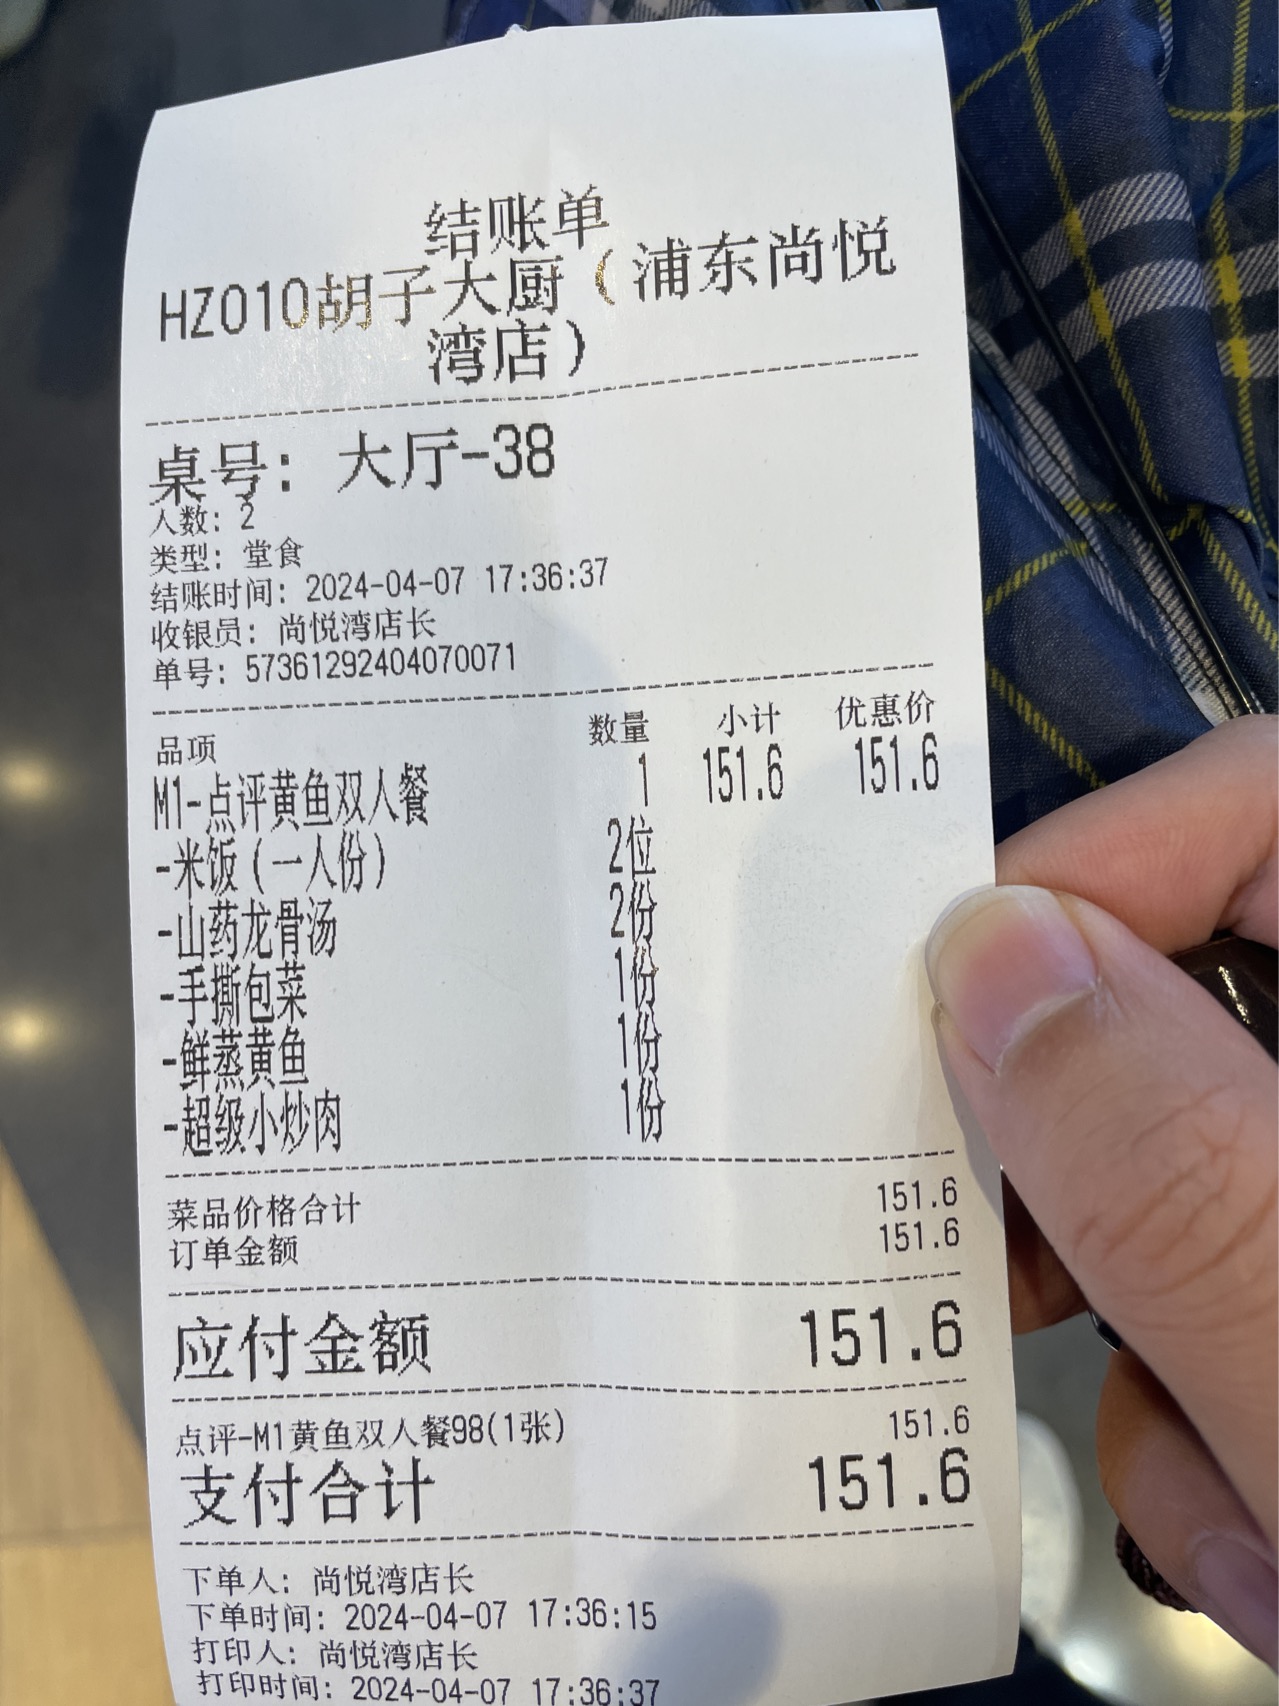 结账单
HZ010胡子大厨（浦东尚悦
湾店）
桌号：大厅-38
人数：2
类型：堂食
结账时间：2024-04-07 17:36:37
收银员：尚悦湾店长
单号：57361292404070071
品项 数量 小计 优惠价
M1-点评黄鱼双人餐 1 151.6 151.6
-米饭（一人份） 2位
-山药龙骨汤 2份
-手撕包菜 1份
-鲜蒸黄鱼 1份
-超级小炒肉 1份
菜品价格合计 151.6
订单金额 151.6
应付金额 151.6
点评-M1黄鱼双人餐98(1张) 151.6
支付合计 151.6
下单人：尚悦湾店长
下单时间：2024-04-07 17:36:15
打印人：尚悦湾店长
打印时间：2024-04-07 17:36:37